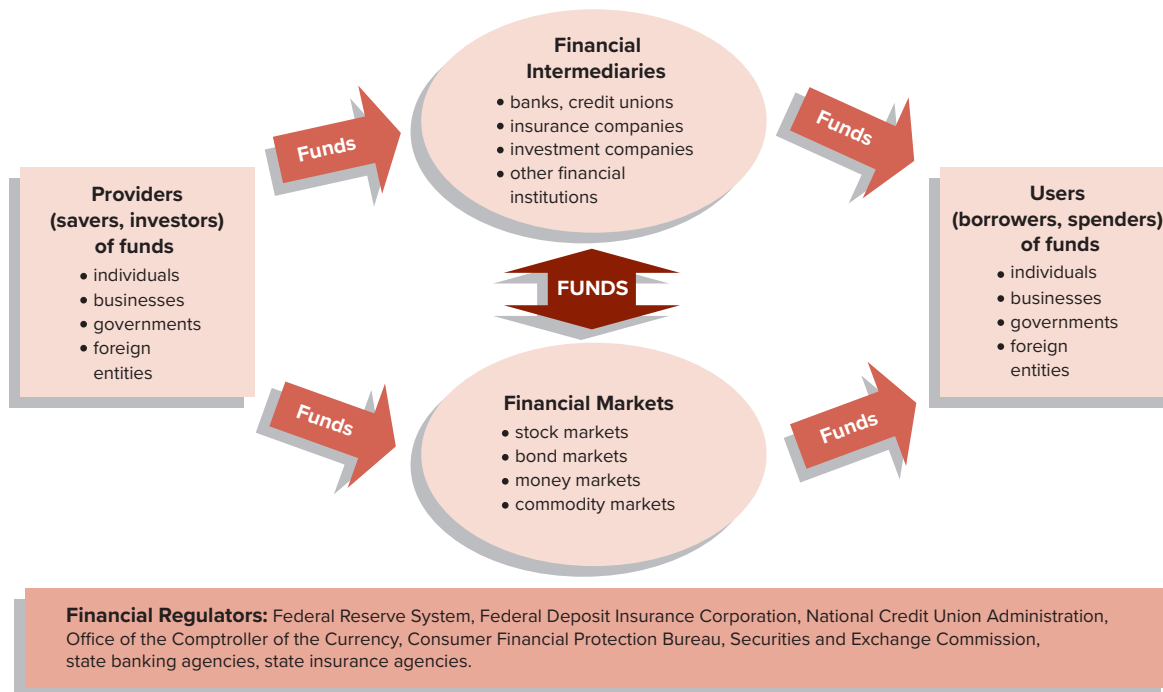 Financial
Intermediaries
• banks, credit unions
• insurance companies
• investment companies
• other financial
institutions
Funds
Funds
Providers
(savers, investors)
of funds
• individuals
• businesses
• governments
• foreign
entities
Users
(borrowers, spenders)
of funds
• individuals
• businesses
• governments
• foreign
entities
FUNDS
Funds
Funds
Financial Markets
• stock markets
• bond markets
• money markets
• commodity markets
Financial Regulators: Federal Reserve System, Federal Deposit Insurance Corporation, National Credit Union Administration,
Office of the Comptroller of the Currency, Consumer Financial Protection Bureau, Securities and Exchange Commission,
state banking agencies, state insurance agencies.